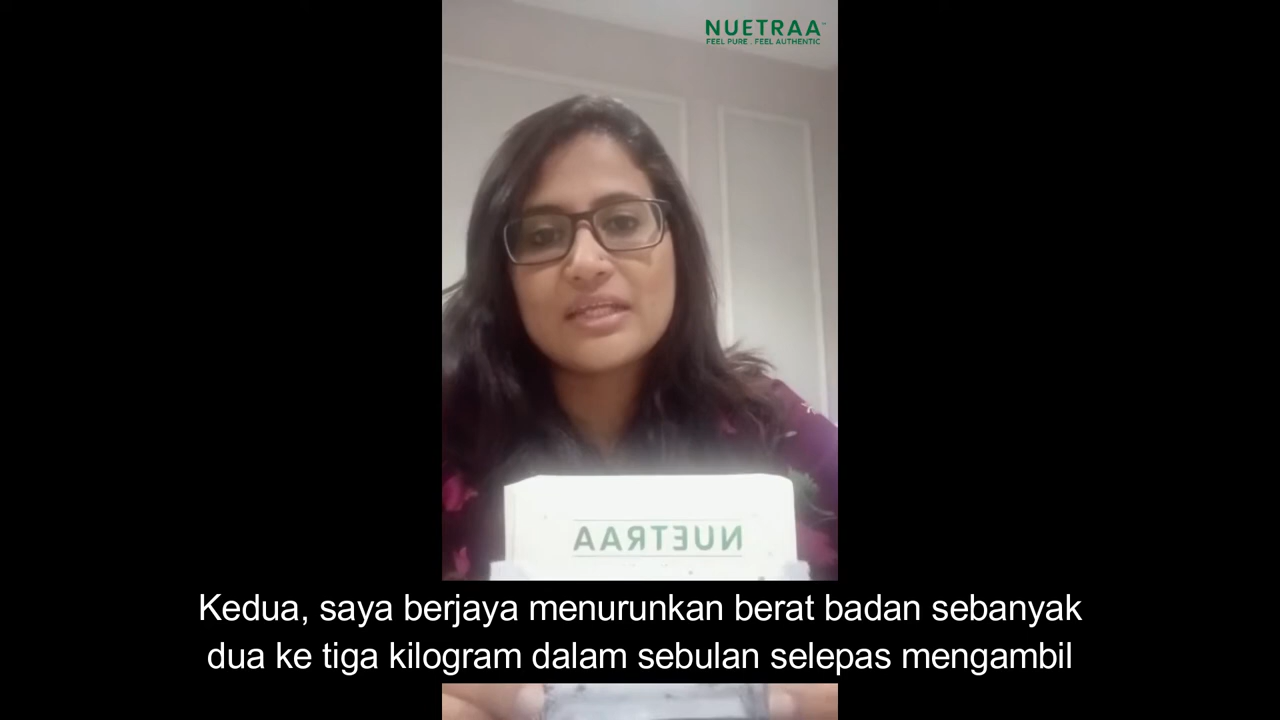 NUETRAA™
FEEL PURE . FEEL AUTHENTIC
NUETRAA
Kedua, saya berjaya menurunkan berat badan sebanyak
dua ke tiga kilogram dalam sebulan selepas mengambil